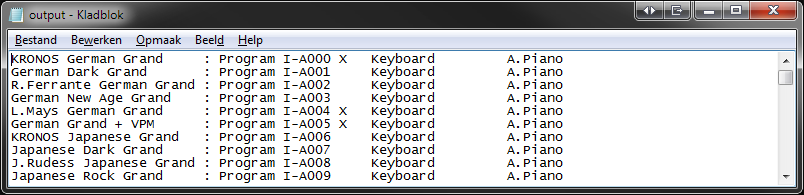 output - Kladblok
Bestand Bewerken Opmaak Beeld Help
KRONOS German Grand : Program I-A000 X Keyboard A.Piano
German Dark Grand : Program I-A001 Keyboard A.Piano
R.Ferrante German Grand : Program I-A002 Keyboard A.Piano
German New Age Grand : Program I-A003 Keyboard A.Piano
L.Mays German Grand : Program I-A004 X Keyboard A.Piano
German Grand + VPM : Program I-A005 X Keyboard A.Piano
KRONOS Japanese Grand : Program I-A006 Keyboard A.Piano
Japanese Dark Grand : Program I-A007 Keyboard A.Piano
J.Rudess Japanese Grand : Program I-A008 Keyboard A.Piano
Japanese Rock Grand : Program I-A009 Keyboard A.Piano